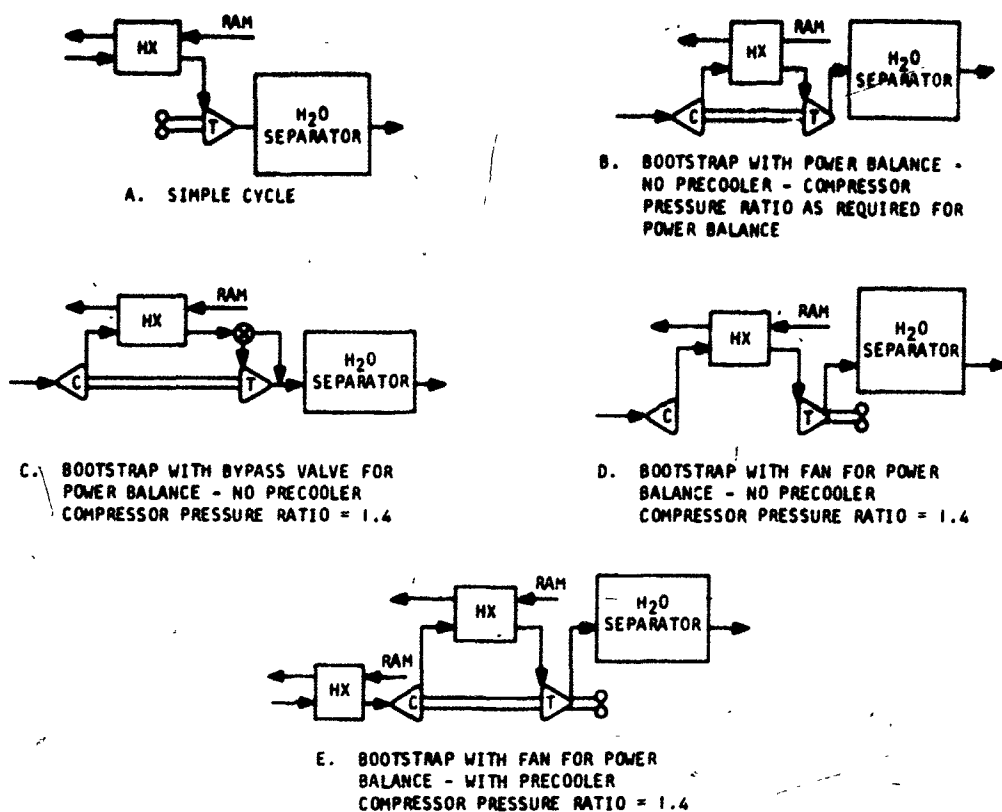 RAM
HX
T
H2O
SEPARATOR
A. SIMPLE CYCLE
RAM
HX
C
T
H2O
SEPARATOR
B. BOOTSTRAP WITH POWER BALANCE -
NO PRECOOLER - COMPRESSOR
PRESSURE RATIO AS REQUIRED FOR
POWER BALANCE
RAM
HX
C
T
H2O
SEPARATOR
C. BOOTSTRAP WITH BYPASS VALVE FOR
POWER BALANCE - NO PRECOOLER
COMPRESSOR PRESSURE RATIO = 1.4
RAM
HX
C
T
H2O
SEPARATOR
D. BOOTSTRAP WITH FAN FOR POWER
BALANCE - NO PRECOOLER
COMPRESSOR PRESSURE RATIO = 1.4
RAM
HX
RAM
HX
C
T
H2O
SEPARATOR
E. BOOTSTRAP WITH FAN FOR POWER
BALANCE - WITH PRECOOLER
COMPRESSOR PRESSURE RATIO = 1.4